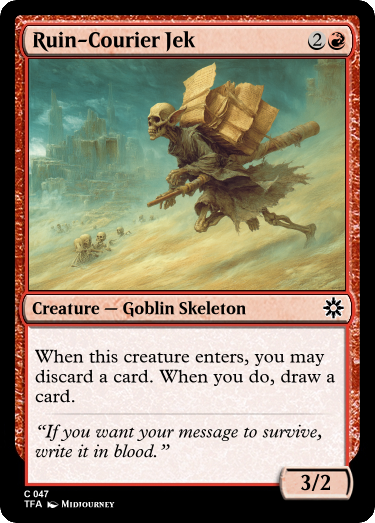 Ruin-Courier Jek 2
Creature — Goblin Skeleton
When this creature enters, you may
discard a card. When you do, draw a
card.
“If you want your message to survive,
write it in blood.”
3/2
C 047
TFA Midjourney